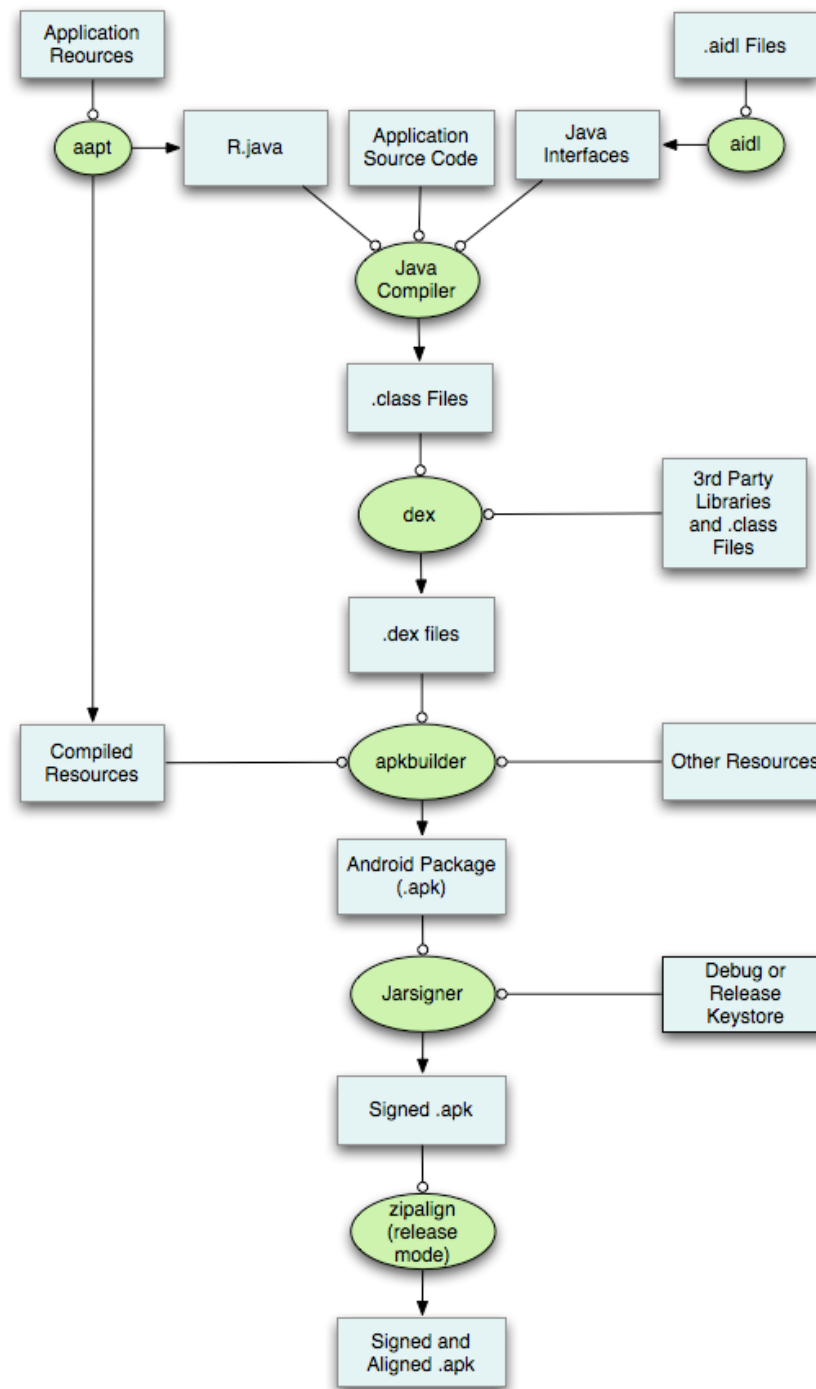 Application
Reources
.aidl Files
aapt
R.java
Application
Source Code
Java
Interfaces
aidl
Java
Compiler
.class Files
dex
3rd Party
Libraries
and .class
Files
.dex files
Compiled
Resources
apkbuilder
Other Resources
Android Package
(.apk)
Jarsigner
Debug or
Release
Keystore
Signed .apk
zipalign
(release
mode)
Signed and
Aligned .apk